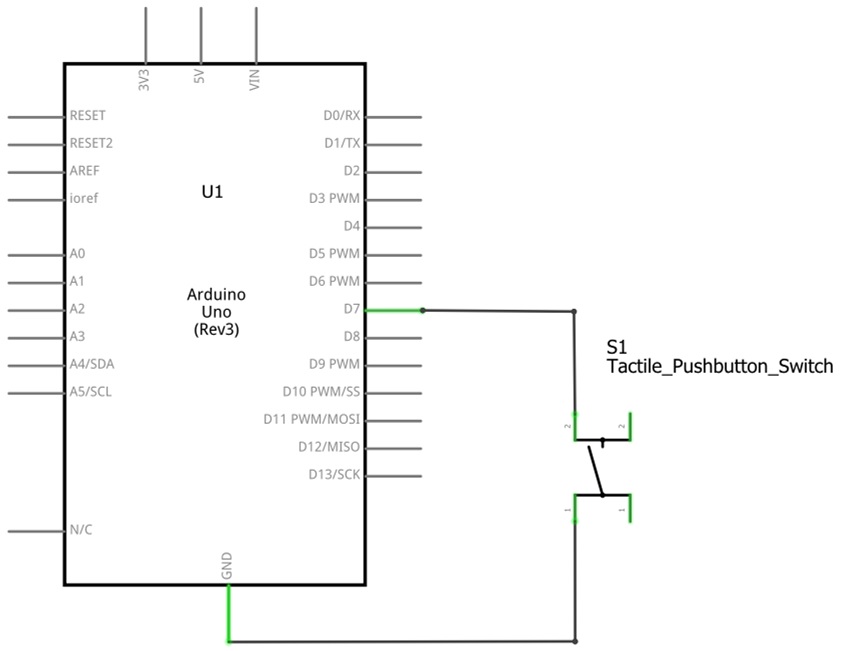 3V3
5V
VIN
RESET
RESET2
AREF
ioref
A0
A1
A2
A3
A4/SDA
A5/SCL
N/C
U1
Arduino
Uno
(Rev3)
D0/RX
D1/TX
D2
D3 PWM
D4
D5 PWM
D6 PWM
D7
D8
D9 PWM
D10 PWM/SS
D11 PWM/MOSI
D12/MISO
D13/SCK
GND
S1
Tactile_Pushbutton_Switch
2
2
1
1